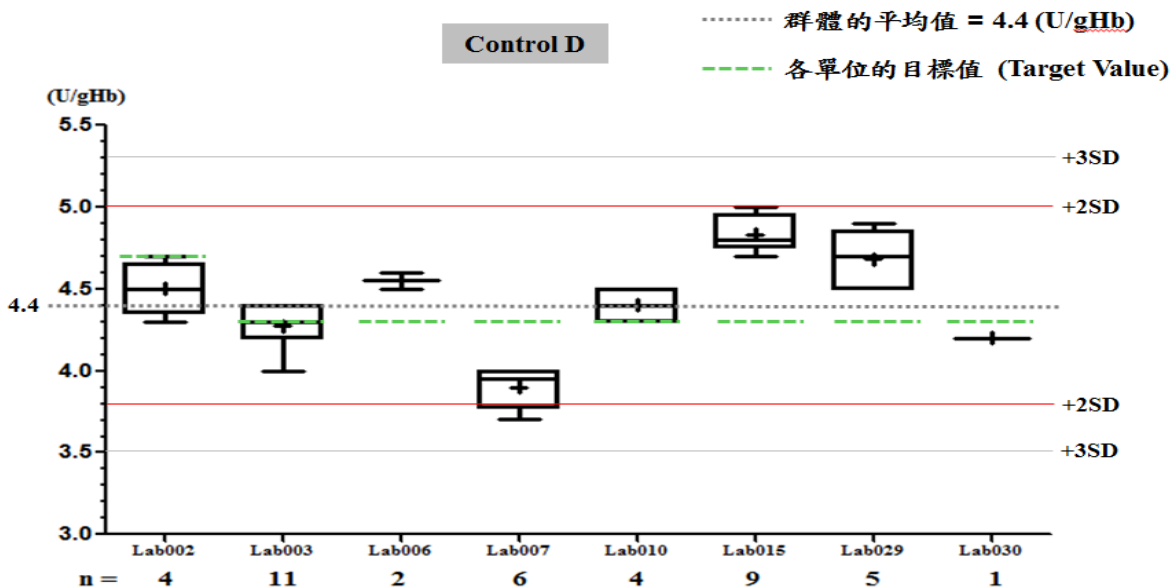 群體的平均值 = 4.4 (U/gHb)
Control D
各單位的目標值 (Target Value)
(U/gHb)
5.5
+3SD
5.0
+2SD
4.5
4.4
4.0
+2SD
3.5
+3SD
3.0
Lab002 Lab003 Lab006 Lab007 Lab010 Lab015 Lab029 Lab030
n = 4 11 2 6 4 9 5 1